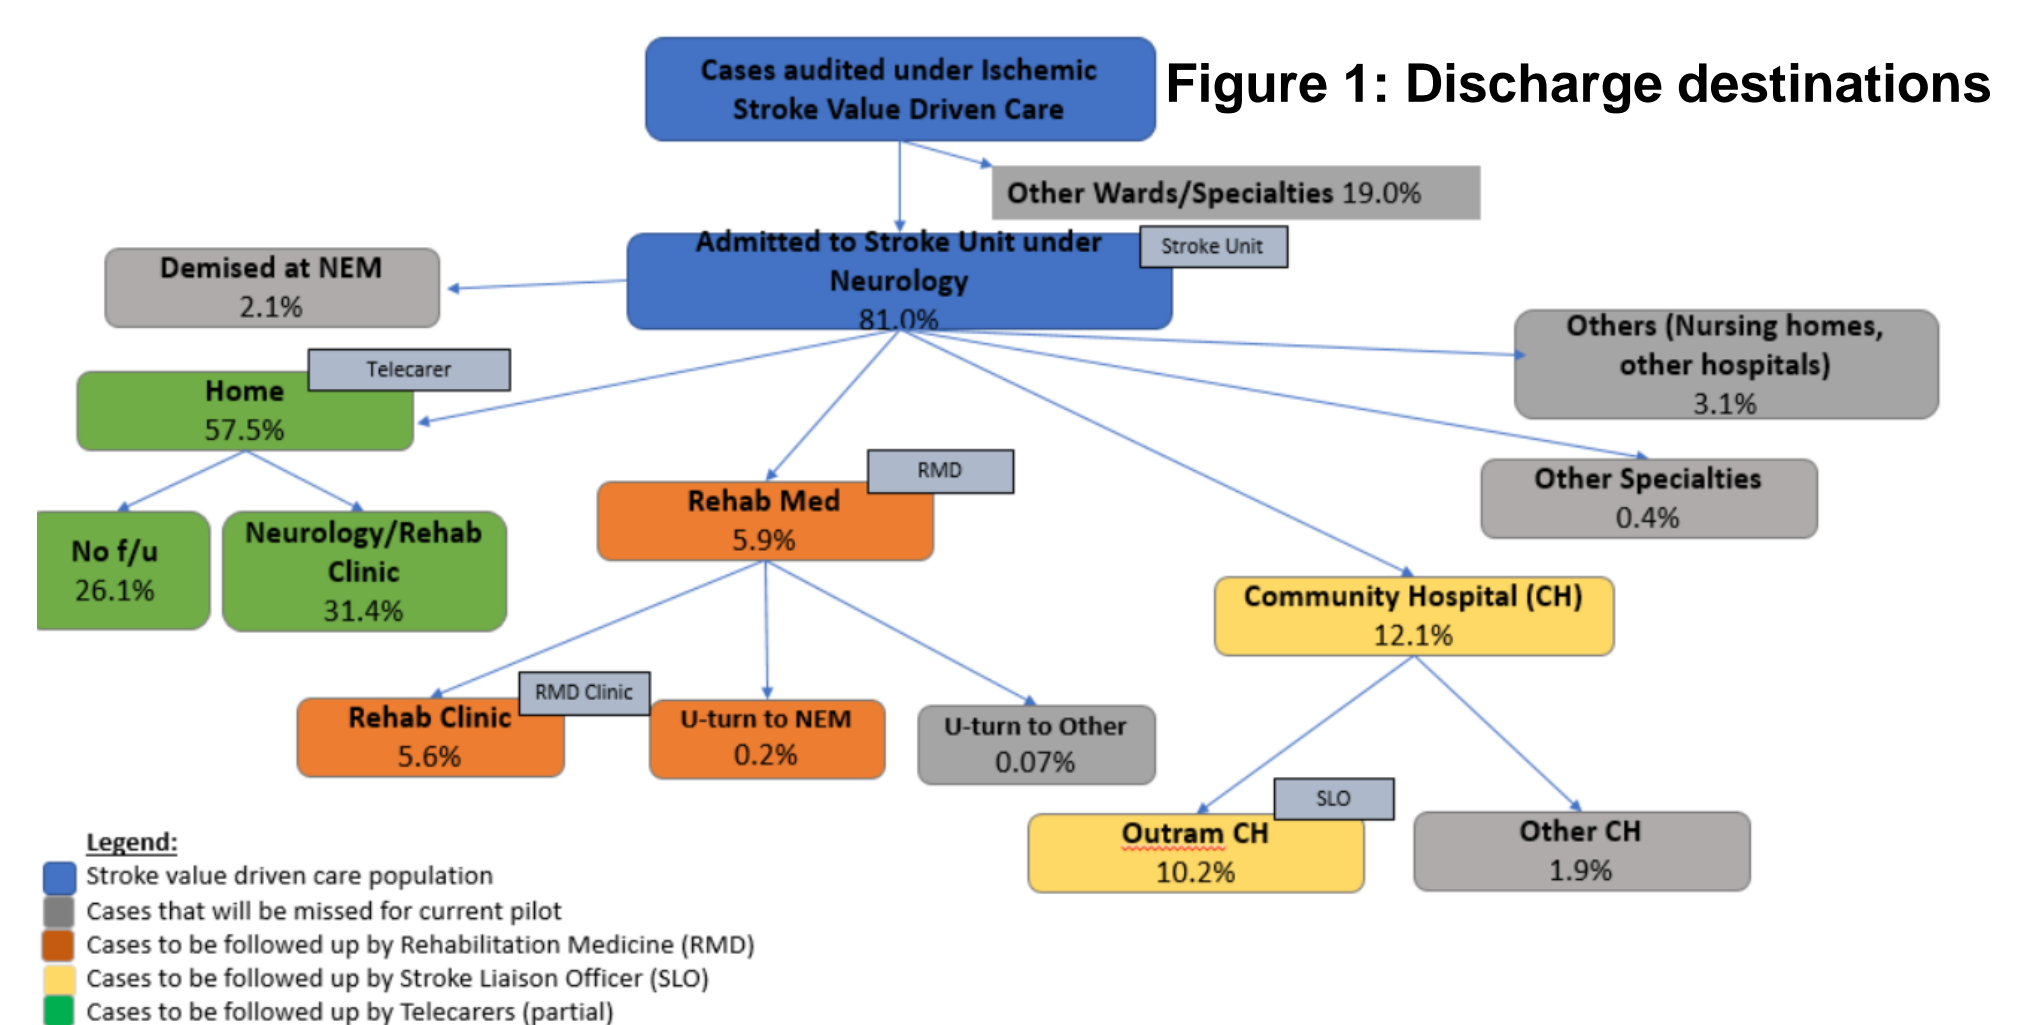 Cases audited under Ischemic
Stroke Value Driven Care
Figure 1: Discharge destinations
Other Wards/Specialties 19.0%
Admitted to Stroke Unit under
Neurology
81.0%
Stroke Unit
Demised at NEM
2.1%
Others (Nursing homes,
other hospitals)
3.1%
Telecarer
Home
57.5%
RMD
Rehab Med
5.9%
Other Specialties
0.4%
No f/u
26.1%
Neurology/Rehab
Clinic
31.4%
Community Hospital (CH)
12.1%
RMD Clinic
Rehab Clinic
5.6%
U-turn to NEM
0.2%
U-turn to Other
0.07%
SLO
Outram CH
10.2%
Other CH
1.9%
Legend:
Stroke value driven care population
Cases that will be missed for current pilot
Cases to be followed up by Rehabilitation Medicine (RMD)
Cases to be followed up by Stroke Liaison Officer (SLO)
Cases to be followed up by Telecarers (partial)